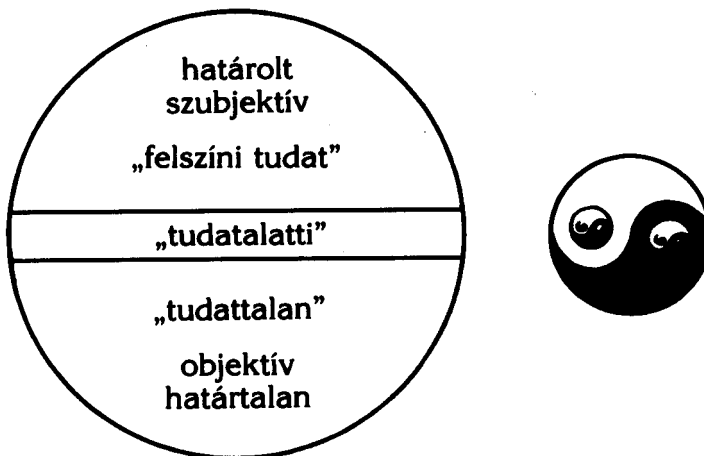 határolt
szubjektív
„felszíni tudat”
„tudatalatti”
„tudattalan”
objektív
határtalan